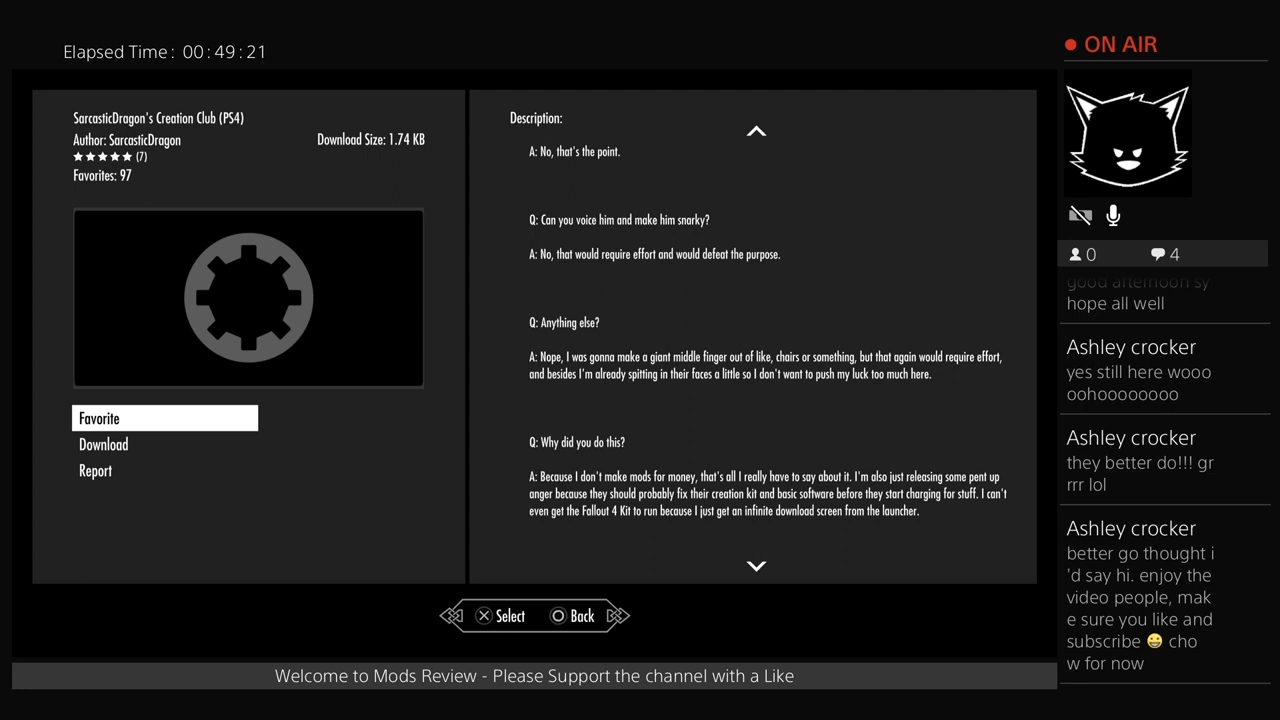 Elapsed Time: 00:49:21
SarcasticDragon's Creation Club (PS4)
Author: SarcasticDragon
Download Size: 1.74 KB
★★★★★ (7)
Favorites: 97
Favorite
Download
Report
Description:
A: No, that's the point.
Q: Can you voice him and make him snarky?
A: No, that would require effort and would defeat the purpose.
Q: Anything else?
A: Nope, I was gonna make a giant middle finger out of like, chairs or something, but that again would require effort,
and besides I'm already spitting in their faces a little so I don't want to push my luck too much here.
Q: Why did you do this?
A: Because I don't make mods for money, that's all I really have to say about it. I'm also just releasing some pent up
anger because they should probably fix their creation kit and basic software before they start charging for stuff. I can't
even get the Fallout 4 Kit to run because I just get an infinite download screen from the launcher.
Select
Back
Welcome to Mods Review - Please Support the channel with a Like
ON AIR
0
4
good afternoon sy
hope all well
Ashley crocker
yes still here wooo
oohoooooooo
Ashley crocker
they better do!!! gr
rrr lol
Ashley crocker
better go thought i
'd say hi. enjoy the
video people, mak
e sure you like and
subscribe 😀 cho
w for now